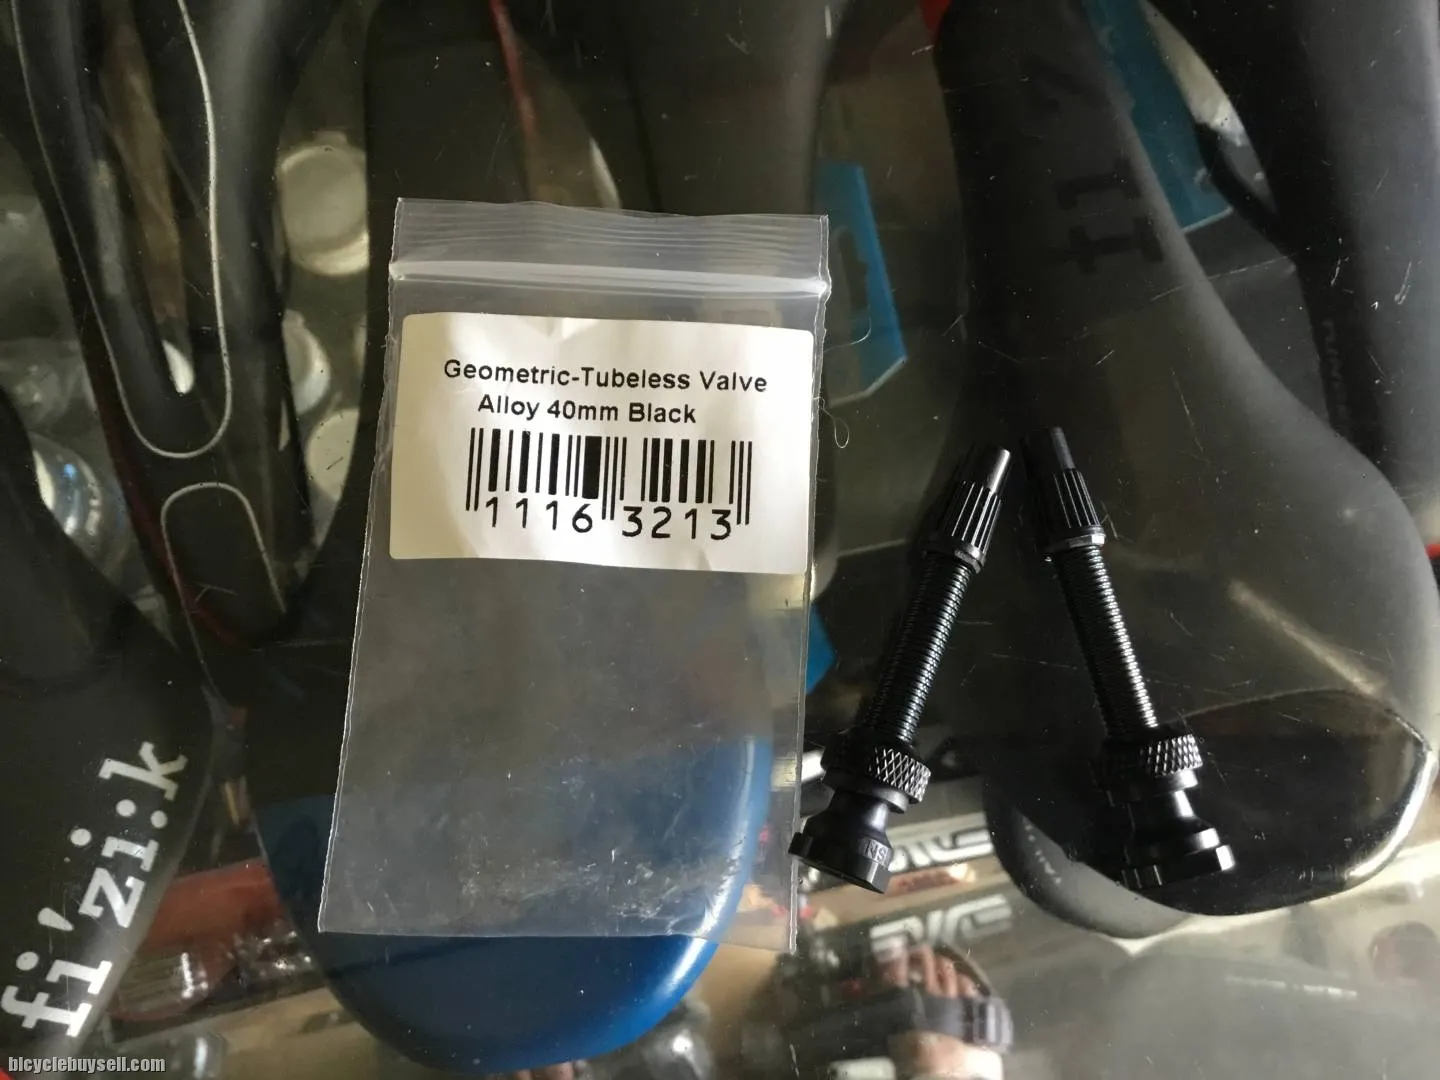 Geometric-Tubeless Valve
Alloy 40mm Black
1116 3213
fi'zi:k
bicyclebuysell.com